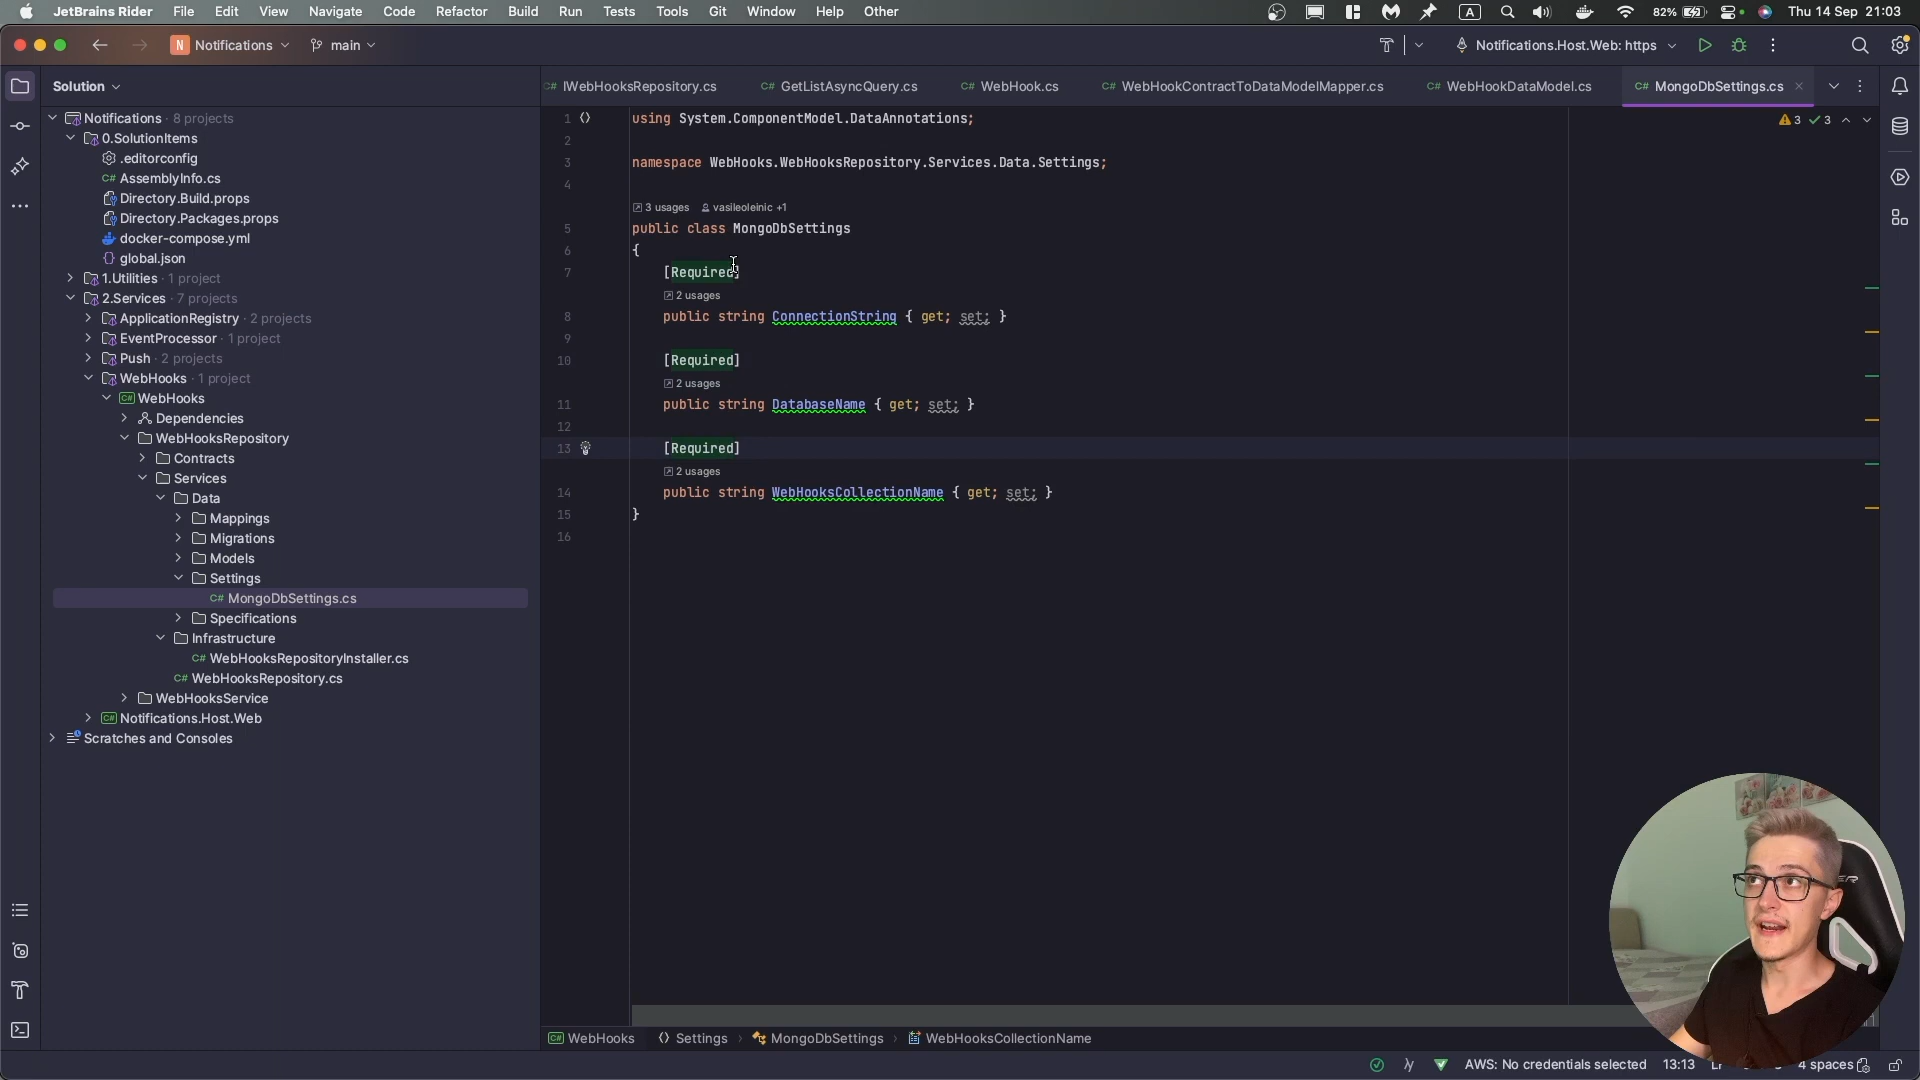 JetBrains Rider File Edit View Navigate Code Refactor Build Run Tests Tools Git Window Help Other
A 82% Thu 14 Sep 21:03
N Notifications main Notifications.Host.Web: https
Solution
C# IWebHooksRepository.cs C# GetListAsyncQuery.cs C# WebHook.cs C# WebHookContractToDataModelMapper.cs C# WebHookDataModel.cs C# MongoDbSettings.cs
Notifications · 8 projects
0.SolutionItems
.editorconfig
C# AssemblyInfo.cs
Directory.Build.props
Directory.Packages.props
docker-compose.yml
{} global.json
1.Utilities · 1 project
2.Services · 7 projects
ApplicationRegistry · 2 projects
EventProcessor · 1 project
Push · 2 projects
WebHooks · 1 project
C# WebHooks
Dependencies
WebHooksRepository
Contracts
Services
Data
Mappings
Migrations
Models
Settings
C# MongoDbSettings.cs
Specifications
Infrastructure
C# WebHooksRepositoryInstaller.cs
C# WebHooksRepository.cs
WebHooksService
C# Notifications.Host.Web
Scratches and Consoles
3 3
1 using System.ComponentModel.DataAnnotations;
2
3 namespace WebHooks.WebHooksRepository.Services.Data.Settings;
4
3 usages vasileoleinic +1
5 public class MongoDbSettings
6 {
7 [Required]
2 usages
8 public string ConnectionString { get; set; }
9
10 [Required]
2 usages
11 public string DatabaseName { get; set; }
12
13 [Required]
2 usages
14 public string WebHooksCollectionName { get; set; }
15 }
16
C# WebHooks Settings MongoDbSettings WebHooksCollectionName
AWS: No credentials selected 13:13 4 spaces